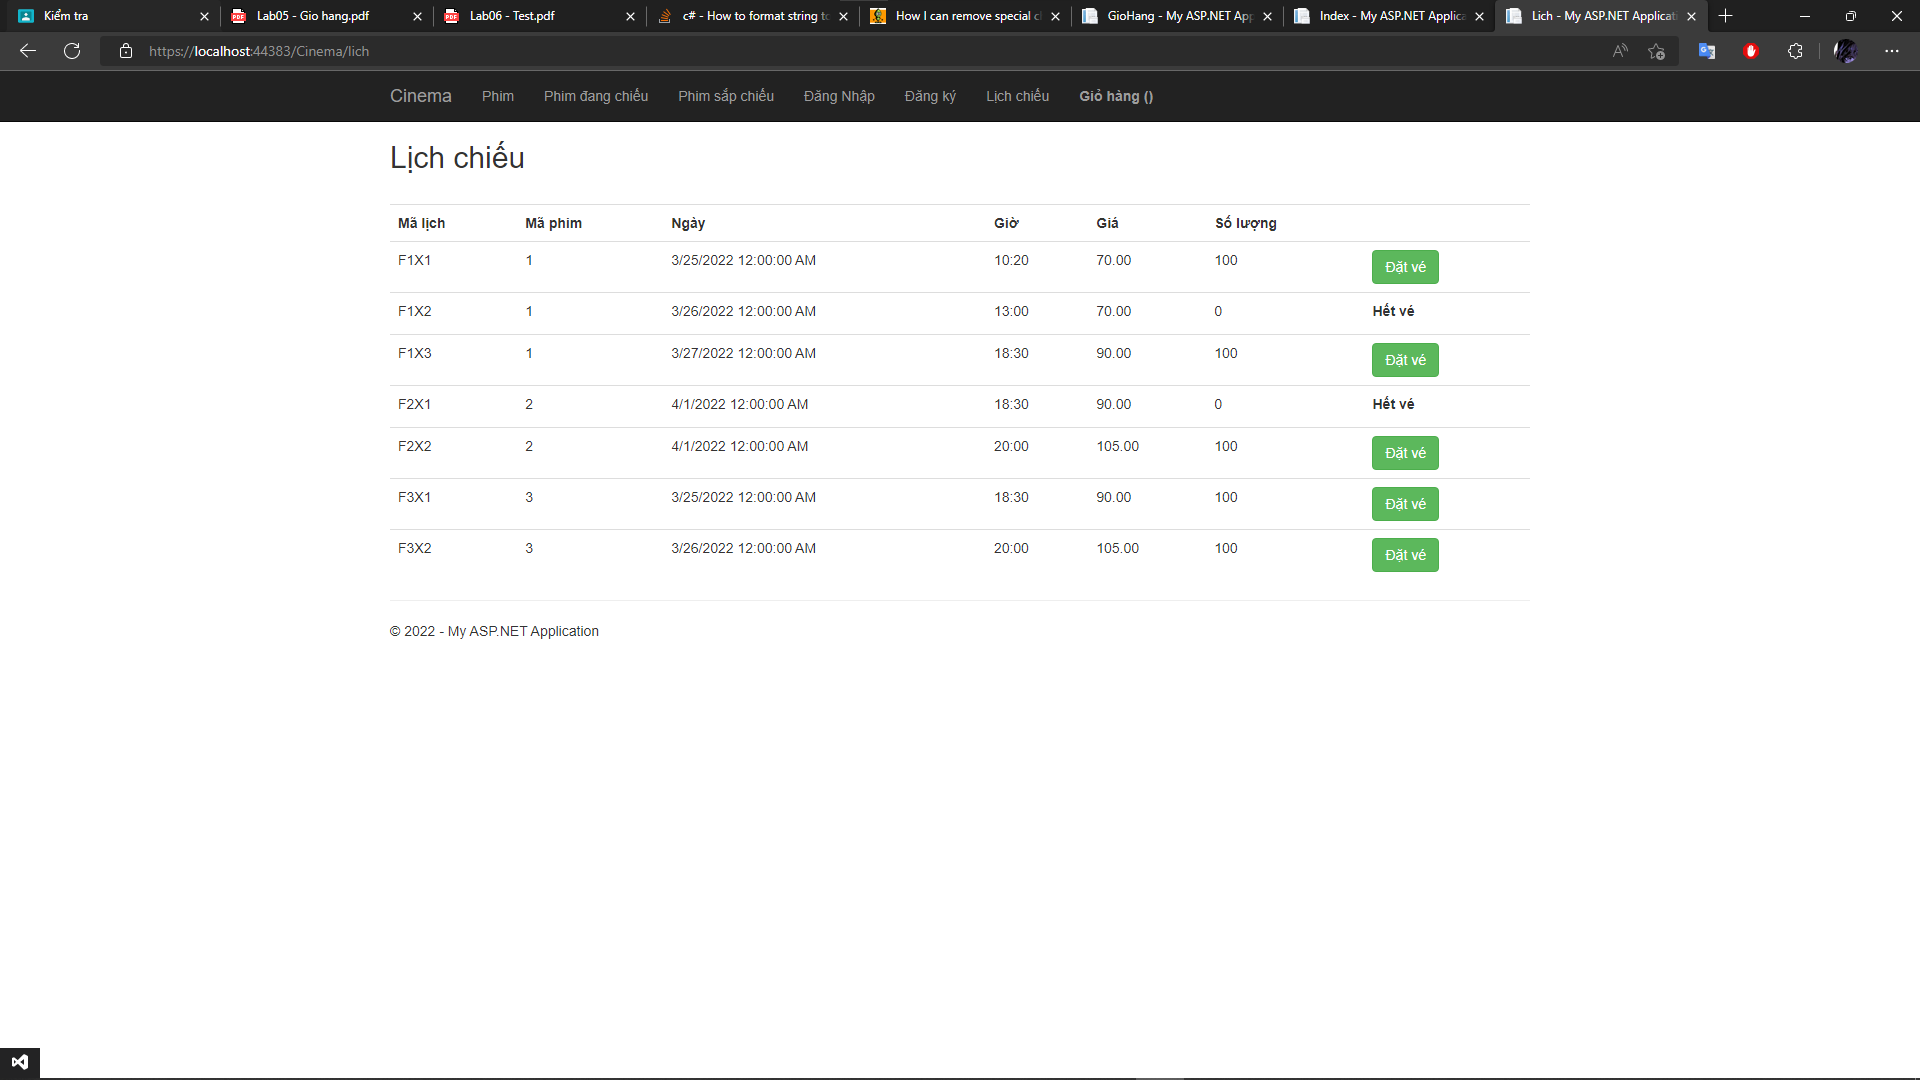 Kiểm tra
Lab05 - Gio hang.pdf
Lab06 - Test.pdf
c# - How to format string to
How I can remove special c
GioHang - My ASP.NET App
Index - My ASP.NET Applica
Lich - My ASP.NET Applicati
https://localhost:44383/Cinema/lich
Cinema Phim Phim đang chiếu Phim sắp chiếu Đăng Nhập Đăng ký Lịch chiếu Giỏ hàng ()
Lịch chiếu
Mã lịch Mã phim Ngày Giờ Giá Số lượng
F1X1 1 3/25/2022 12:00:00 AM 10:20 70.00 100 Đặt vé
F1X2 1 3/26/2022 12:00:00 AM 13:00 70.00 0 Hết vé
F1X3 1 3/27/2022 12:00:00 AM 18:30 90.00 100 Đặt vé
F2X1 2 4/1/2022 12:00:00 AM 18:30 90.00 0 Hết vé
F2X2 2 4/1/2022 12:00:00 AM 20:00 105.00 100 Đặt vé
F3X1 3 3/25/2022 12:00:00 AM 18:30 90.00 100 Đặt vé
F3X2 3 3/26/2022 12:00:00 AM 20:00 105.00 100 Đặt vé
© 2022 - My ASP.NET Application